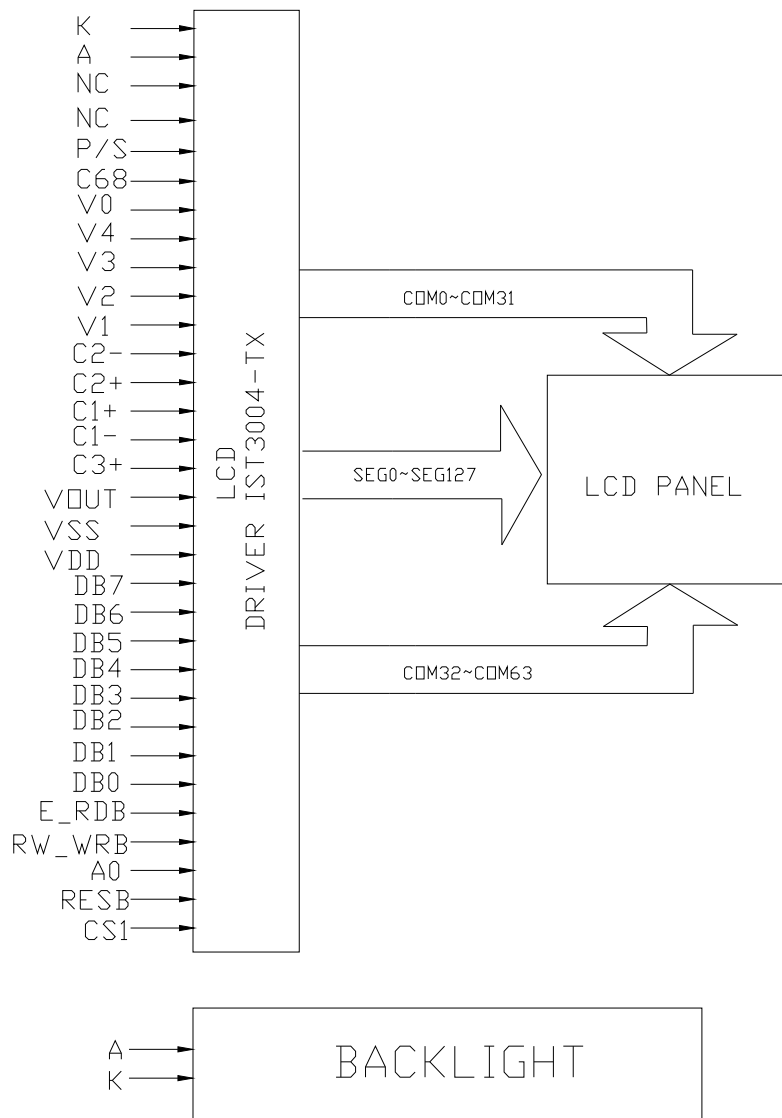 K
A
NC
NC
P/S
C68
V0
V4
V3
V2
V1
C2-
C2+
C1+
C1-
C3+
VOUT
VSS
VDD
DB7
DB6
DB5
DB4
DB3
DB2
DB1
DB0
E_RDB
RW_WRB
A0
RESB
CS1
LCD
DRIVER IST3004-TX
COM0~COM31
SEG0~SEG127
COM32~COM63
LCD PANEL
A
K
BACKLIGHT